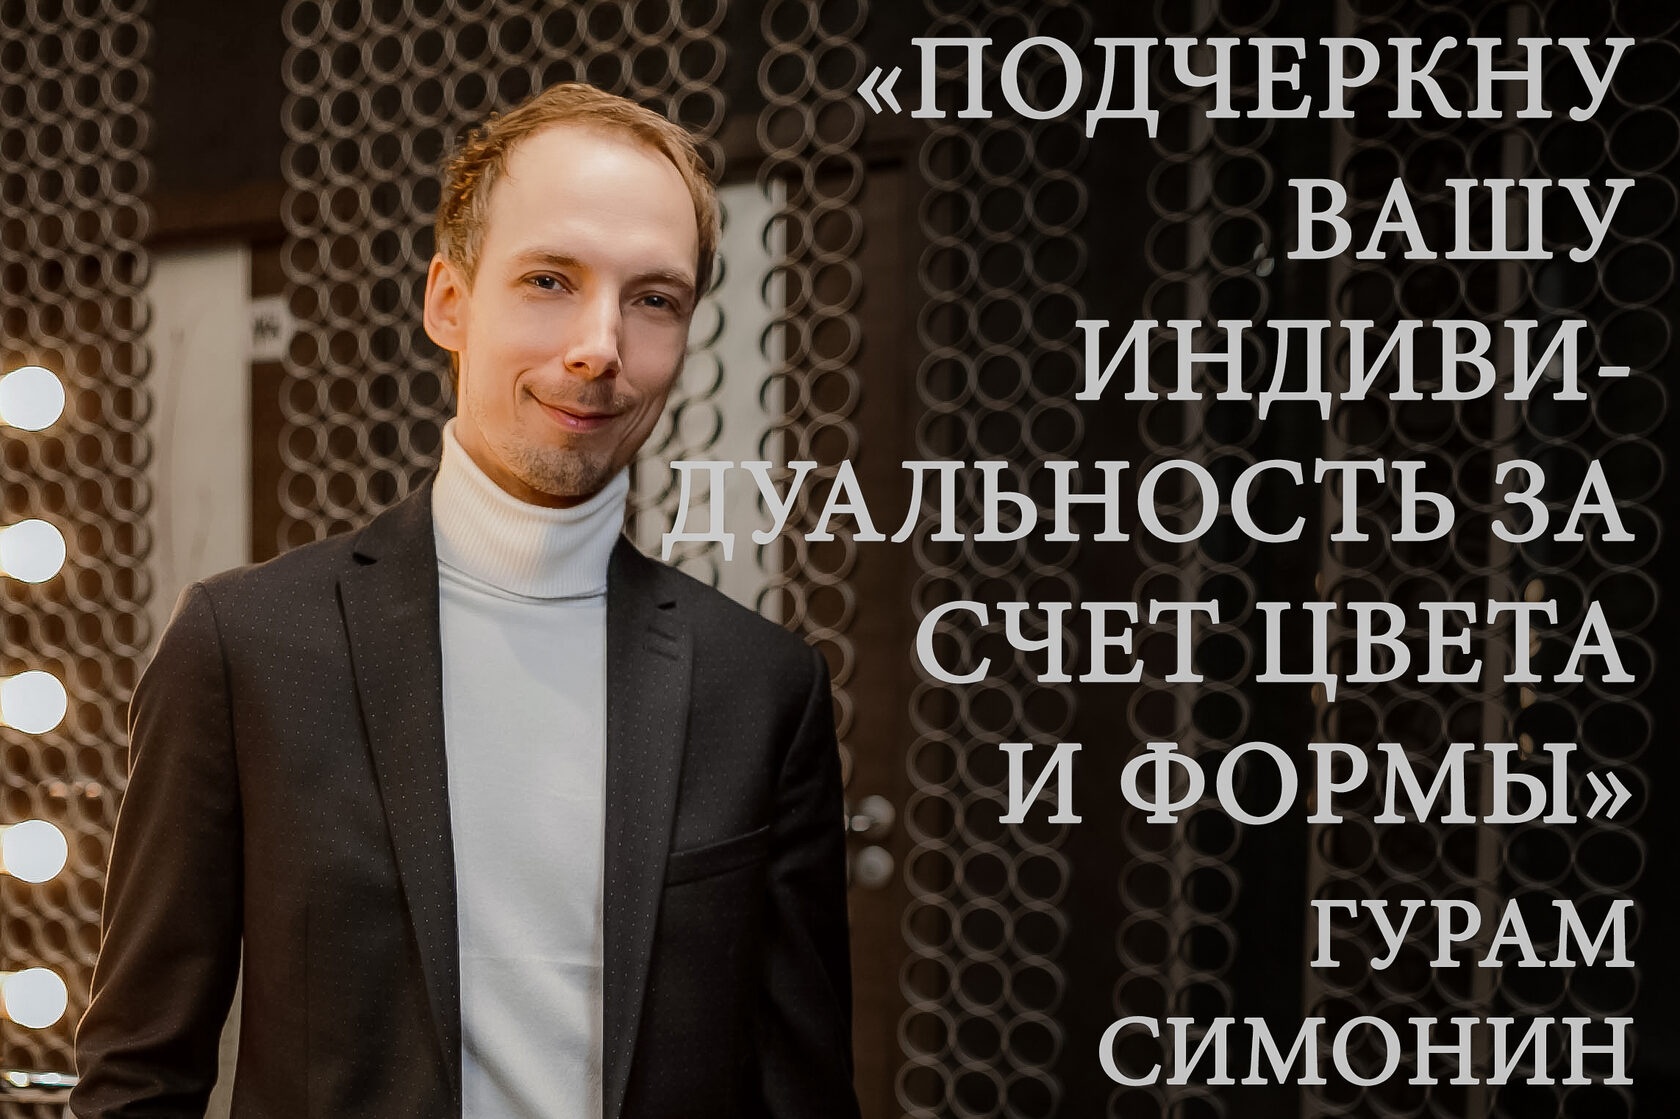 «ПОДЧЕРКНУ
ВАШУ
ИНДИВИ-
ДУАЛЬНОСТЬ ЗА
СЧЕТ ЦВЕТА
И ФОРМЫ»
ГУРАМ
СИМОНИН